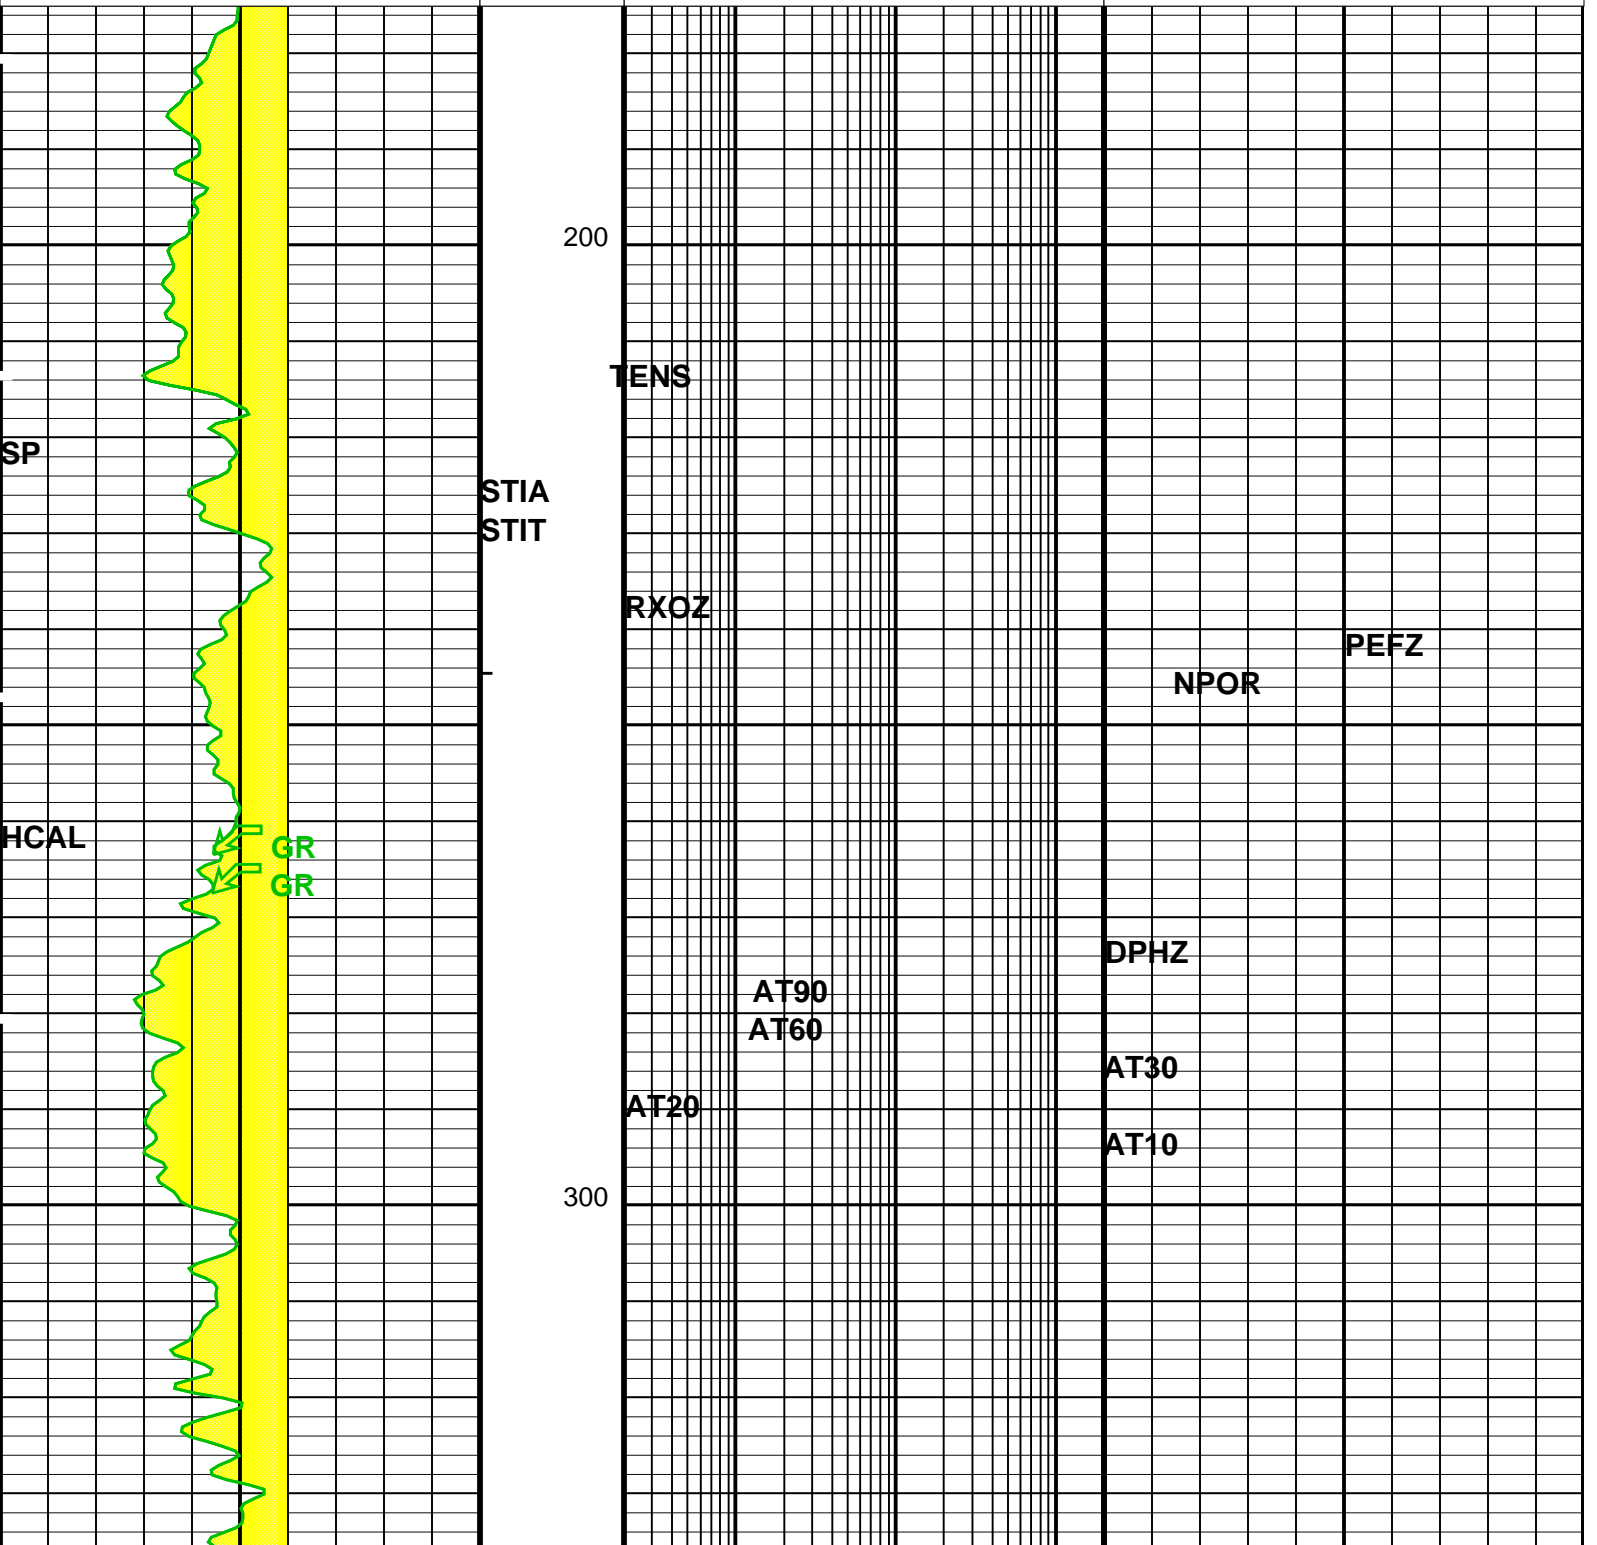 200
TENS
SP
STIA
STIT
RXOZ
PEFZ
NPOR
HCAL
GR
GR
DPHZ
AT90
AT60
AT30
AT20
AT10
300